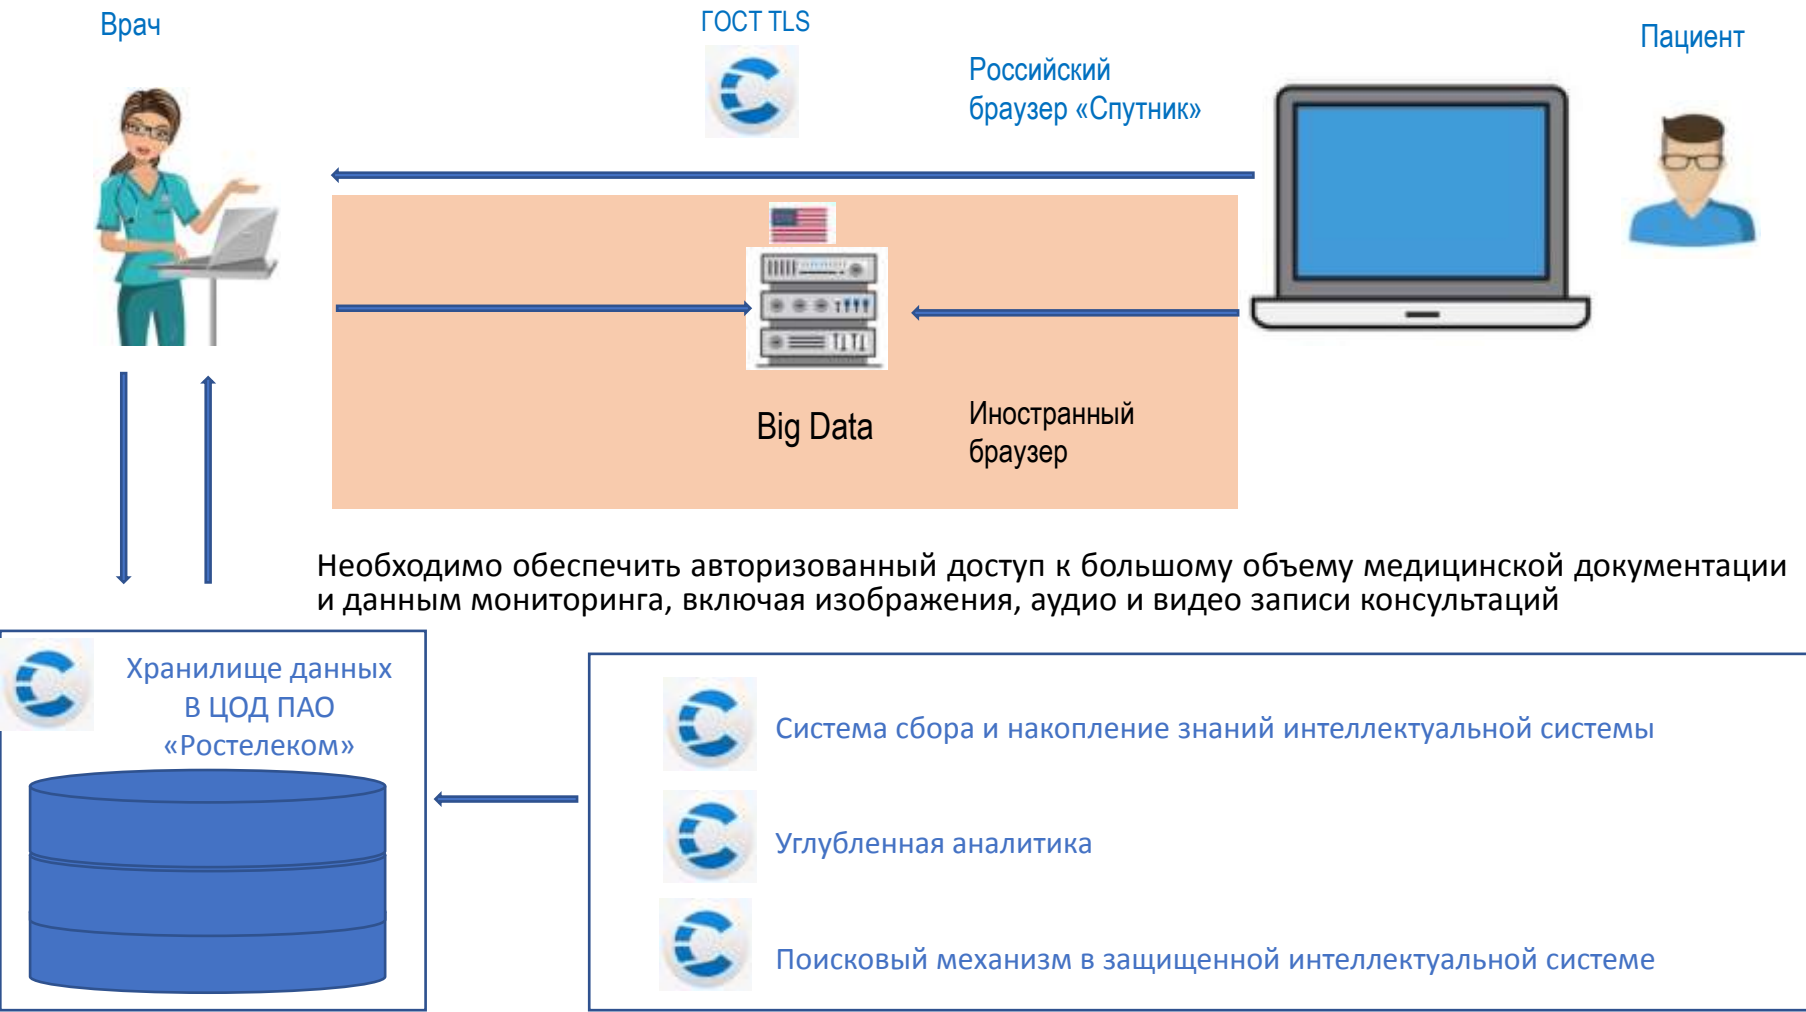 Врач
ГОСТ TLS
Пациент
Российский
браузер «Спутник»
Big Data
Иностранный
браузер
Необходимо обеспечить авторизованный доступ к большому объему медицинской документации
и данным мониторинга, включая изображения, аудио и видео записи консультаций
Хранилище данных
В ЦОД ПАО
«Ростелеком»
Система сбора и накопление знаний интеллектуальной системы
Углубленная аналитика
Поисковый механизм в защищенной интеллектуальной системе